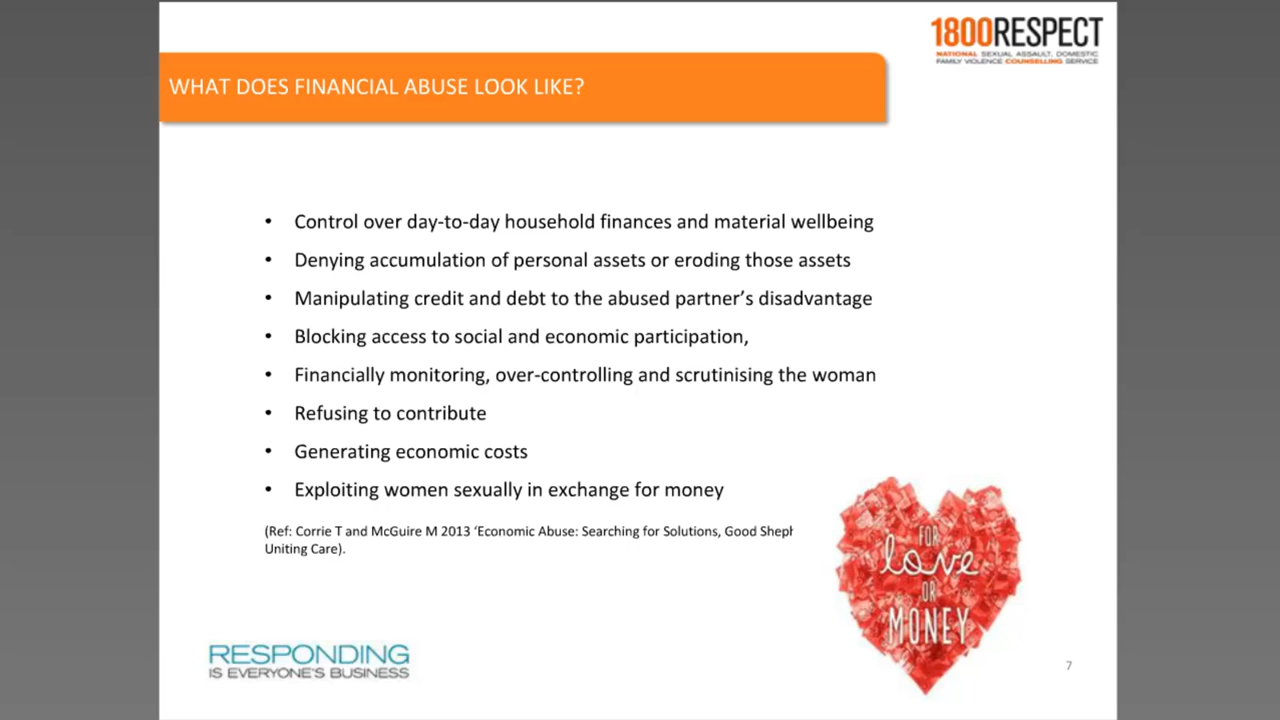 1800RESPECT
NATIONAL SEXUAL ASSAULT, DOMESTIC
FAMILY VIOLENCE COUNSELLING SERVICE
WHAT DOES FINANCIAL ABUSE LOOK LIKE?
• Control over day-to-day household finances and material wellbeing
• Denying accumulation of personal assets or eroding those assets
• Manipulating credit and debt to the abused partner’s disadvantage
• Blocking access to social and economic participation,
• Financially monitoring, over-controlling and scrutinising the woman
• Refusing to contribute
• Generating economic costs
• Exploiting women sexually in exchange for money
(Ref: Corrie T and McGuire M 2013 ‘Economic Abuse: Searching for Solutions, Good Sheph
Uniting Care).
FOR
love
OR
MONEY
RESPONDING
IS EVERYONE'S BUSINESS
7